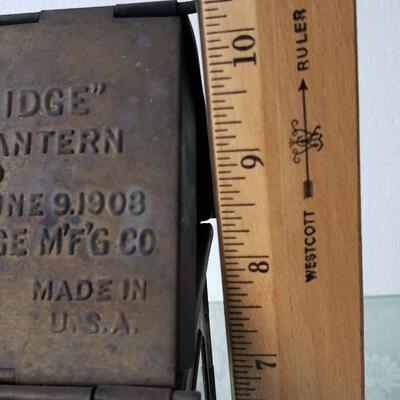 IDGE"
ANTERN
UNE 9.1908
GE M'F'G CO.
MADE IN
U.S.A.
10
9
8
7
WESTCOTT
RULER